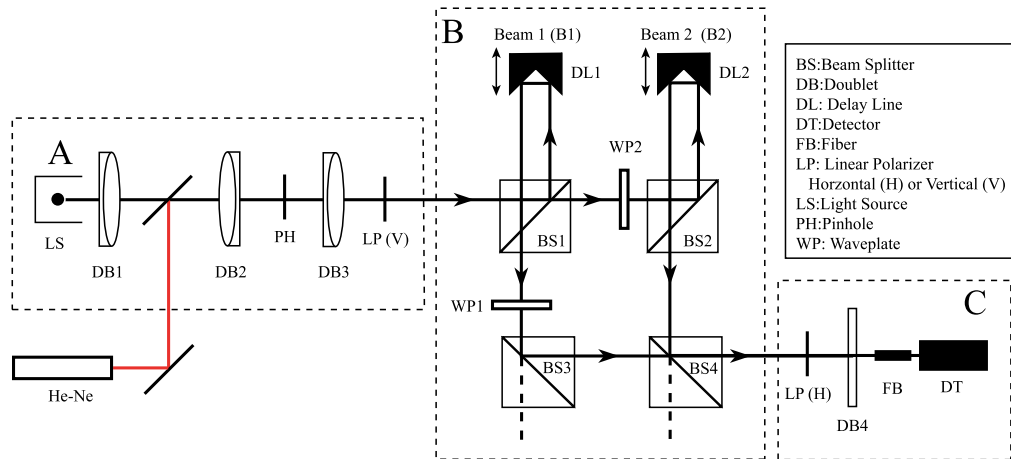 B
Beam 1 (B1)
Beam 2 (B2)
DL1
DL2
BS:Beam Splitter
DB:Doublet
DL: Delay Line
DT:Detector
FB:Fiber
LP: Linear Polarizer
Horzontal (H) or Vertical (V)
LS:Light Source
PH:Pinhole
WP: Waveplate
A
WP2
LS
DB1
DB2
PH
DB3
LP (V)
BS1
BS2
WP1
C
He-Ne
BS3
BS4
LP (H)
DB4
FB
DT